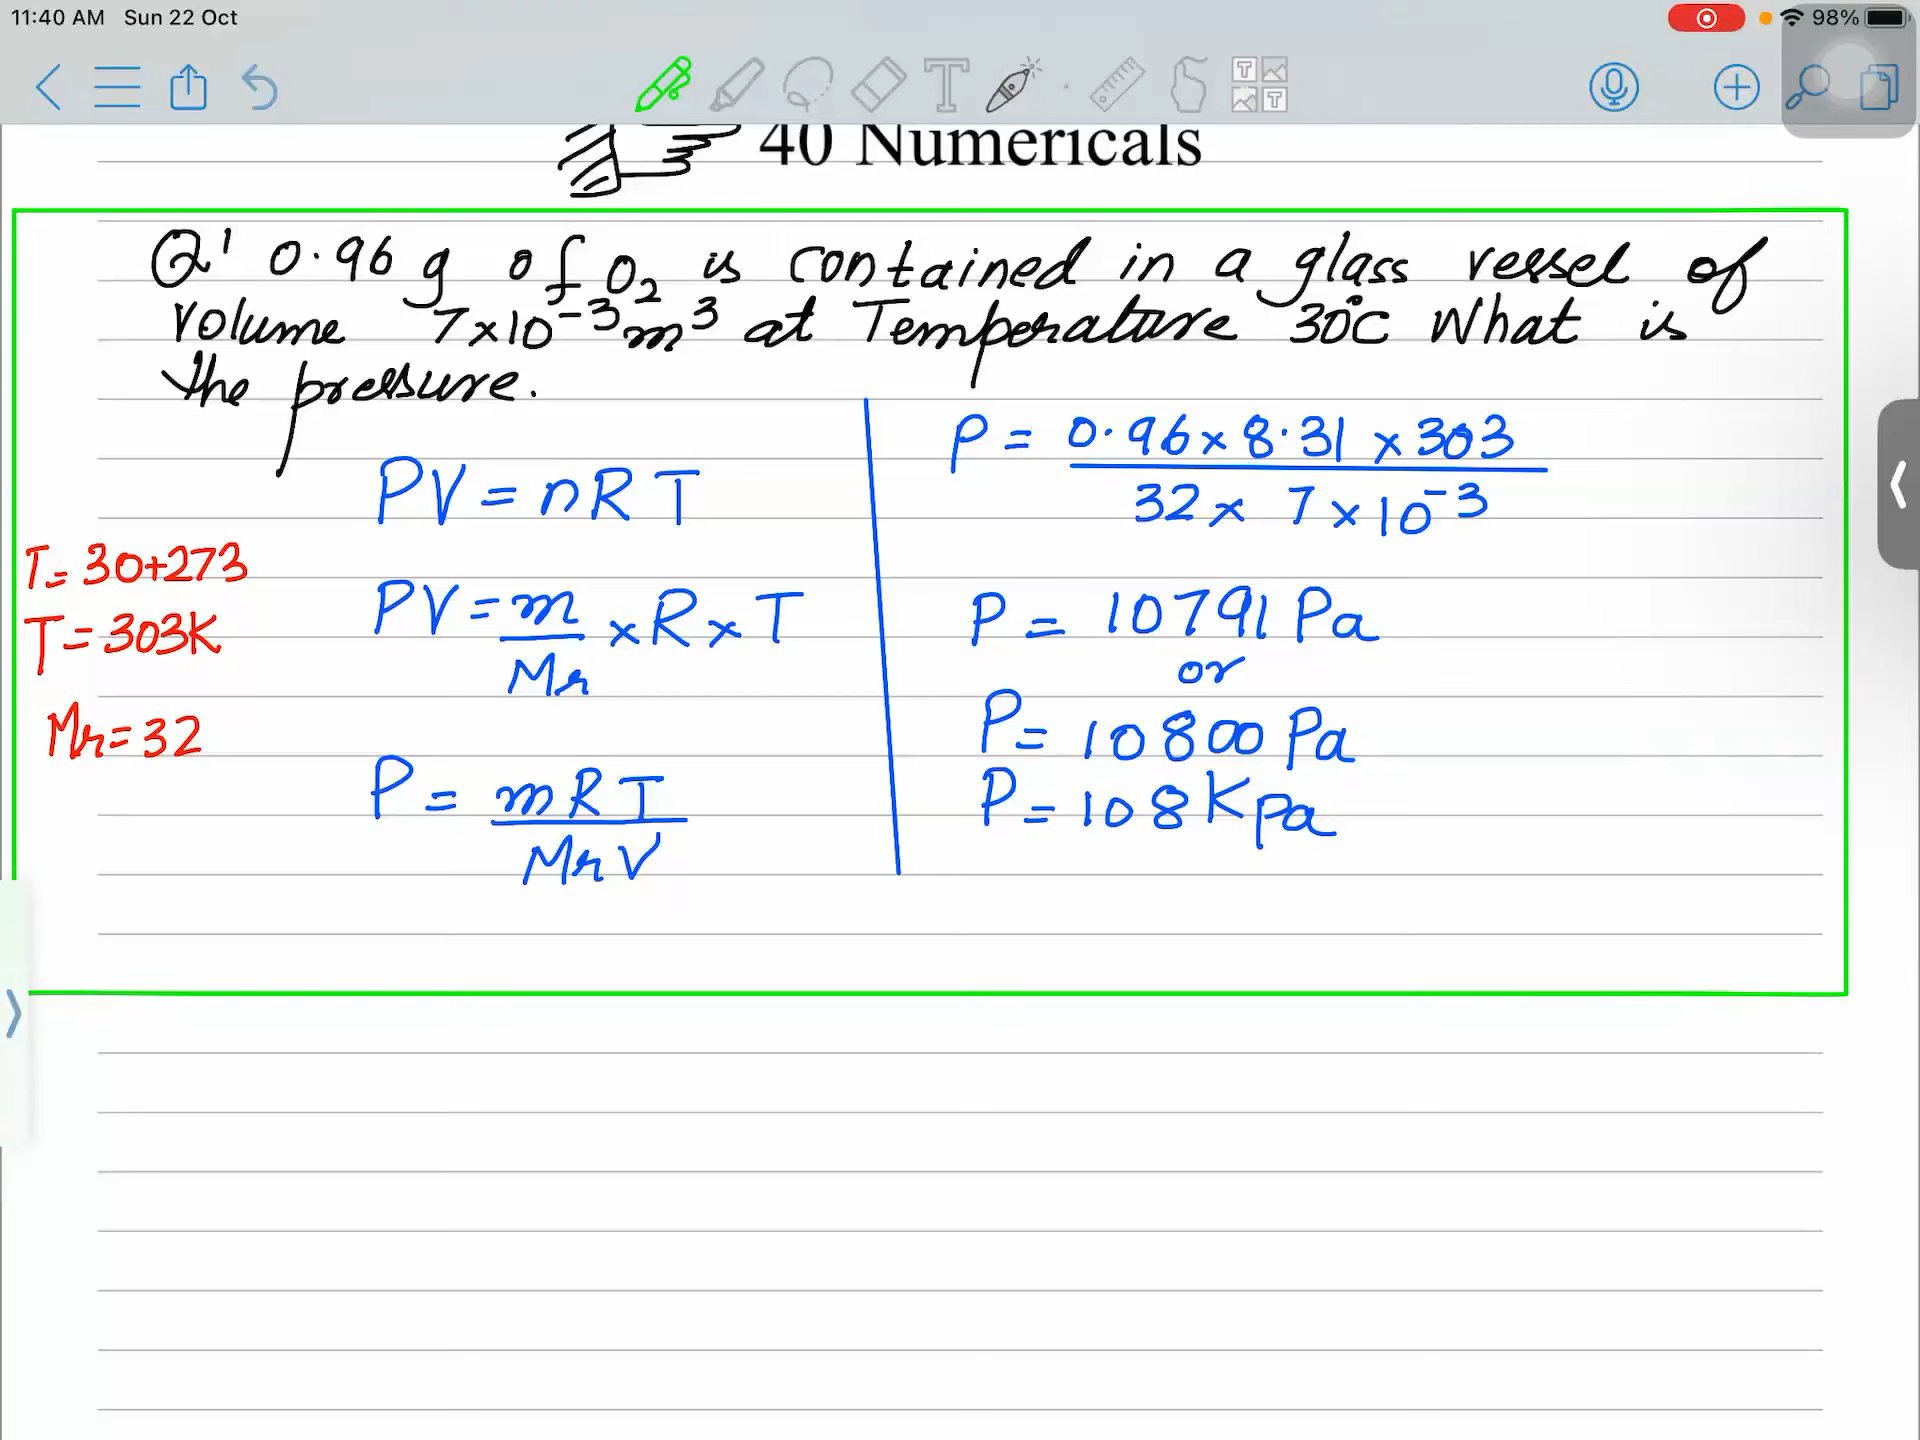 11:40 AM Sun 22 Oct 98%
40 Numericals
Q1 0.96 g of O₂ is contained in a glass vessel of
volume 7×10⁻³m³ at Temperature 30°C What is
the pressure.
PV = nRT
T = 30+273
T = 303K
Mr = 32
PV = m/Mr × R × T
P = mRT/MrV
P = 0.96 × 8.31 × 303
32 × 7 × 10⁻³
P = 10791 Pa
or
P = 10800 Pa
P = 108 KPa